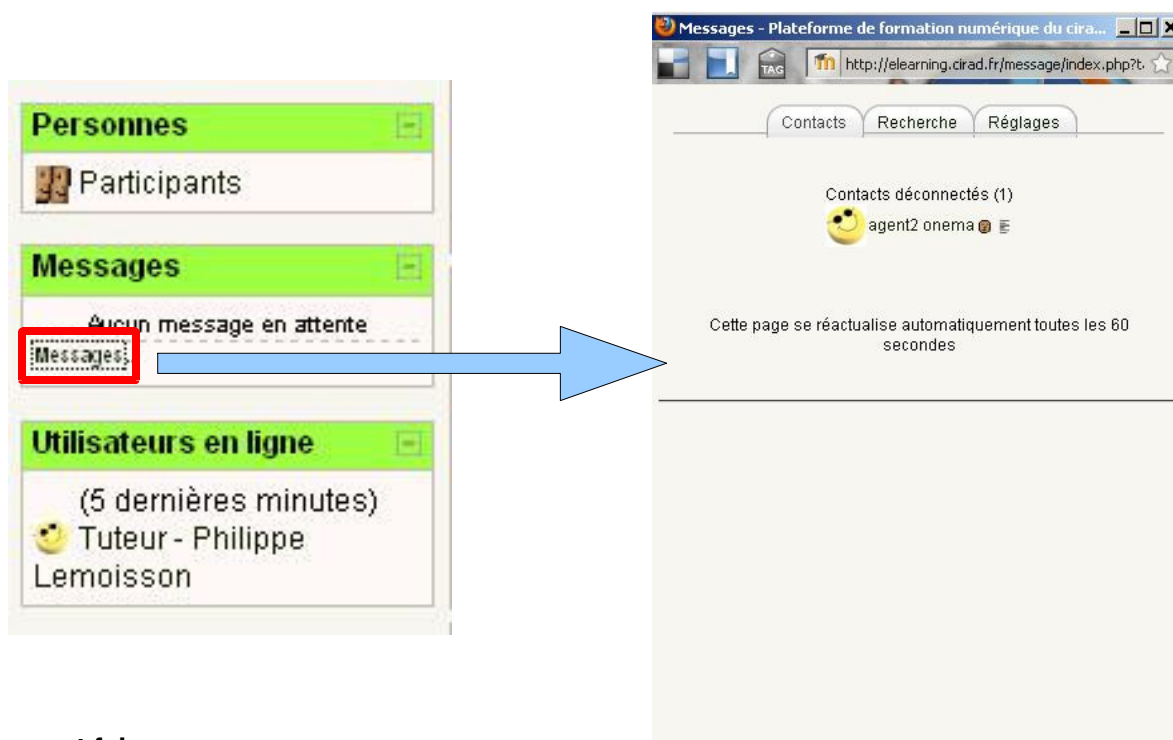 Personnes
Participants
Messages
Aucun message en attente
Messages...
Utilisateurs en ligne
(5 dernières minutes)
Tuteur - Philippe
Lemoisson
Messages - Plateforme de formation numérique du cira...
TAG
http://elearning.cirad.fr/message/index.php?t.
Contacts Recherche Réglages
Contacts déconnectés (1)
agent2 onema
Cette page se réactualise automatiquement toutes les 60
secondes